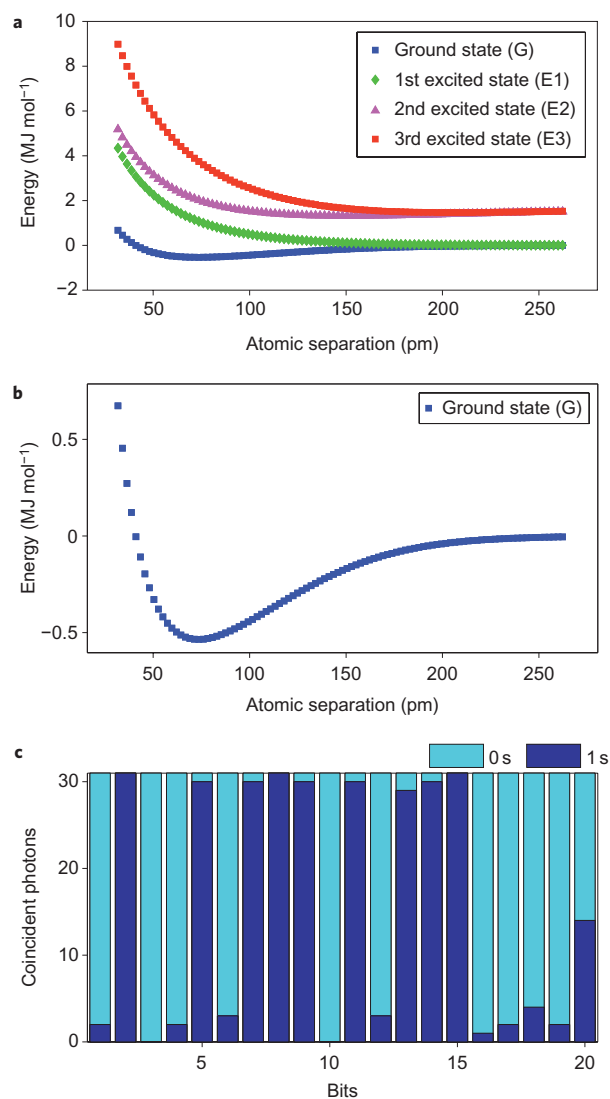 a
10
8
6
4
2
0
−2
Energy (MJ mol⁻¹)
Ground state (G)
1st excited state (E1)
2nd excited state (E2)
3rd excited state (E3)
50 100 150 200 250
Atomic separation (pm)
b
0.5
0
−0.5
Energy (MJ mol⁻¹)
Ground state (G)
50 100 150 200 250
Atomic separation (pm)
c
0 s 1 s
30
20
10
0
Coincident photons
5 10 15 20
Bits